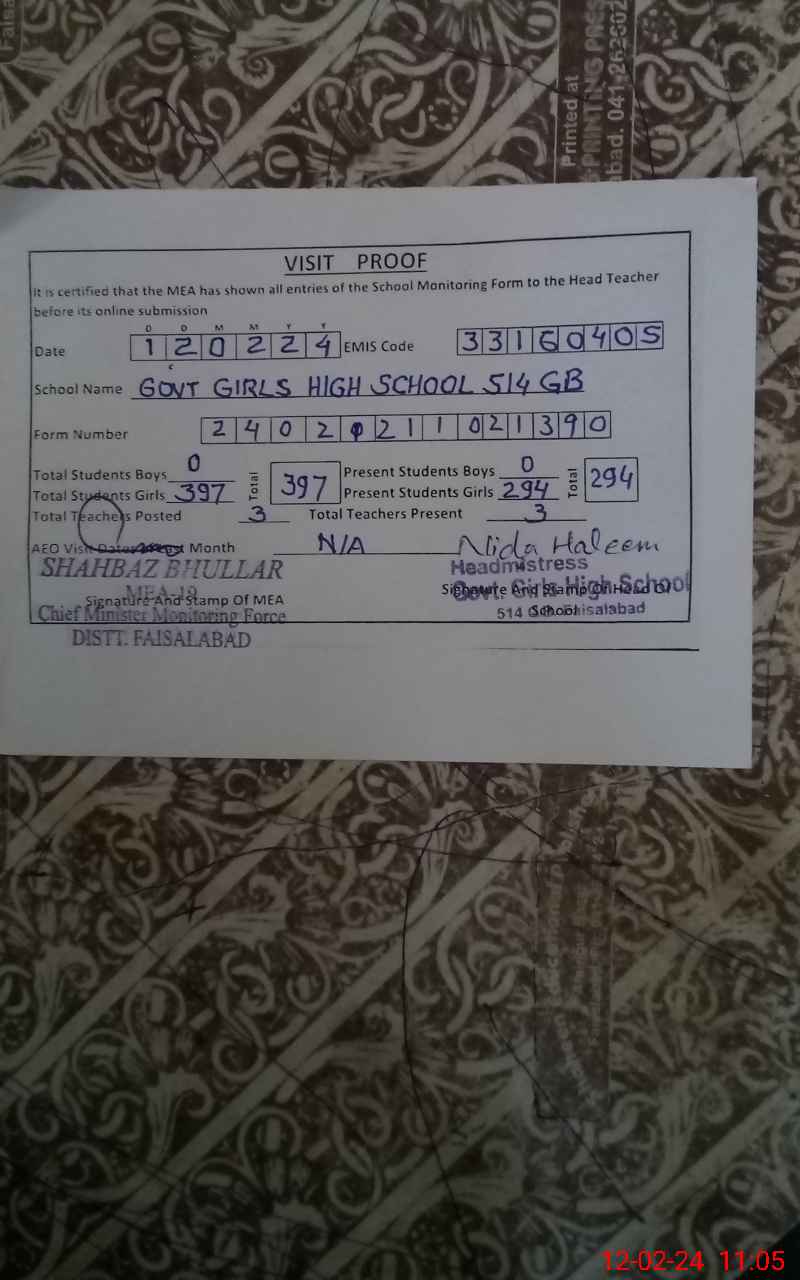 Printed at
PRINTING PRES
bad. 041-262602
VISIT PROOF
It is certified that the MEA has shown all entries of the School Monitoring Form to the Head Teacher
before its online submission
D D M M Y Y
Date 1 2 0 2 2 4 EMIS Code 3 3 1 6 0 4 0 5
School Name GOVT GIRLS HIGH SCHOOL 514 GB
Form Number 2 4 0 2 0 2 1 1 0 2 1 3 9 0
Total Students Boys 0 Total 397 Present Students Boys 0 Total 294
Total Students Girls 397 Present Students Girls 294
Total Teachers Posted 3 Total Teachers Present 3
AEO Visit Month N/A Nida Haleem
SHAHBAZ BHULLAR Headmistress
MEA-19 Govt. Girls High School
Signature And Stamp Of MEA Signature And Stamp Of Head Of
School
Chief Minister Monitoring Force 514 G.B. Faisalabad
DISTT. FAISALABAD
12-02-24 11:05